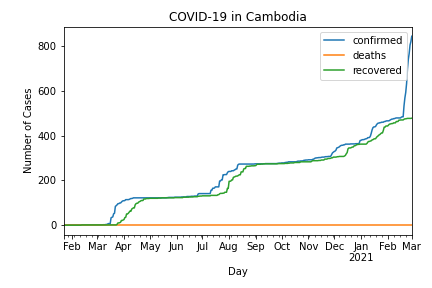 COVID-19 in Cambodia
confirmed
deaths
recovered
Number of Cases
800
600
400
200
0
Feb Mar Apr May Jun Jul Aug Sep Oct Nov Dec Jan Feb Mar
2021
Day